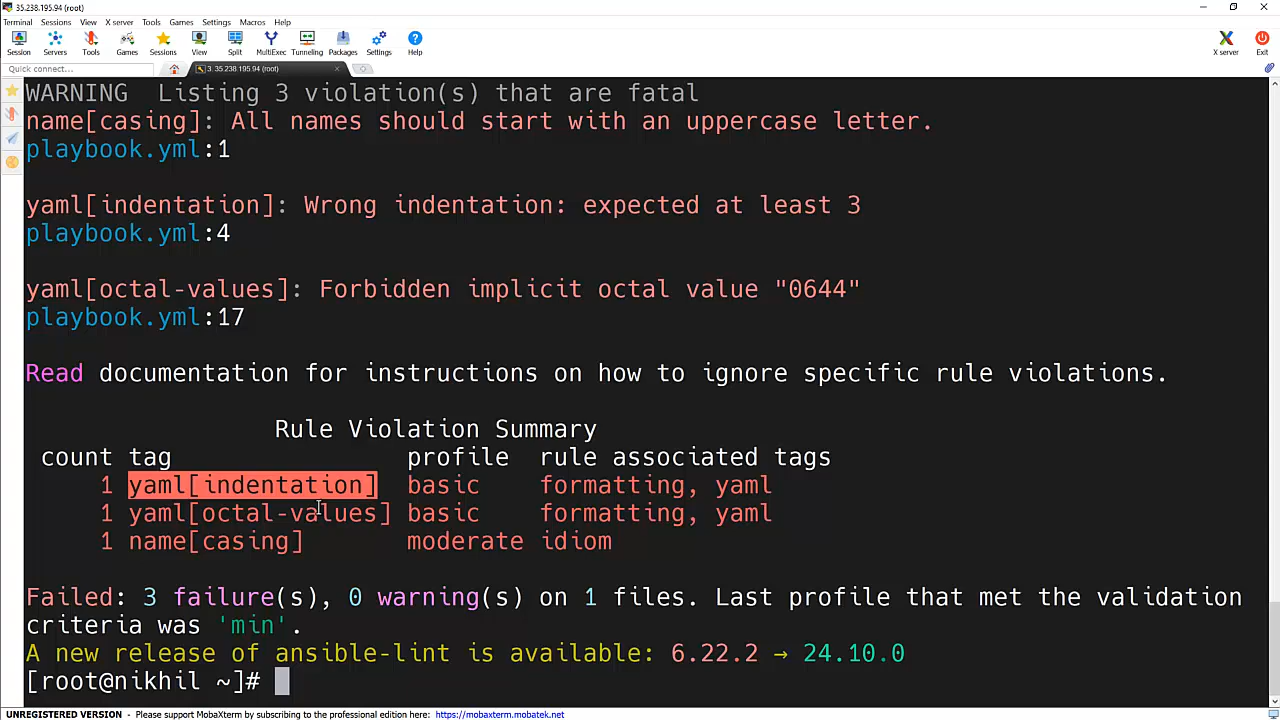 35.238.195.94 (root)
Terminal Sessions View X server Tools Games Settings Macros Help
Session Servers Tools Games Sessions View Split MultiExec Tunneling Packages Settings Help X server Exit
Quick connect... 3. 35.238.195.94 (root)
WARNING  Listing 3 violation(s) that are fatal
name[casing]: All names should start with an uppercase letter.
playbook.yml:1
yaml[indentation]: Wrong indentation: expected at least 3
playbook.yml:4
yaml[octal-values]: Forbidden implicit octal value "0644"
playbook.yml:17
Read documentation for instructions on how to ignore specific rule violations.
Rule Violation Summary
count tag profile rule associated tags
1 yaml[indentation] basic formatting, yaml
1 yaml[octal-values] basic formatting, yaml
1 name[casing] moderate idiom
Failed: 3 failure(s), 0 warning(s) on 1 files. Last profile that met the validation
criteria was 'min'.
A new release of ansible-lint is available: 6.22.2 → 24.10.0
[root@nikhil ~]#
UNREGISTERED VERSION - Please support MobaXterm by subscribing to the professional edition here: https://mobaxterm.mobatek.net